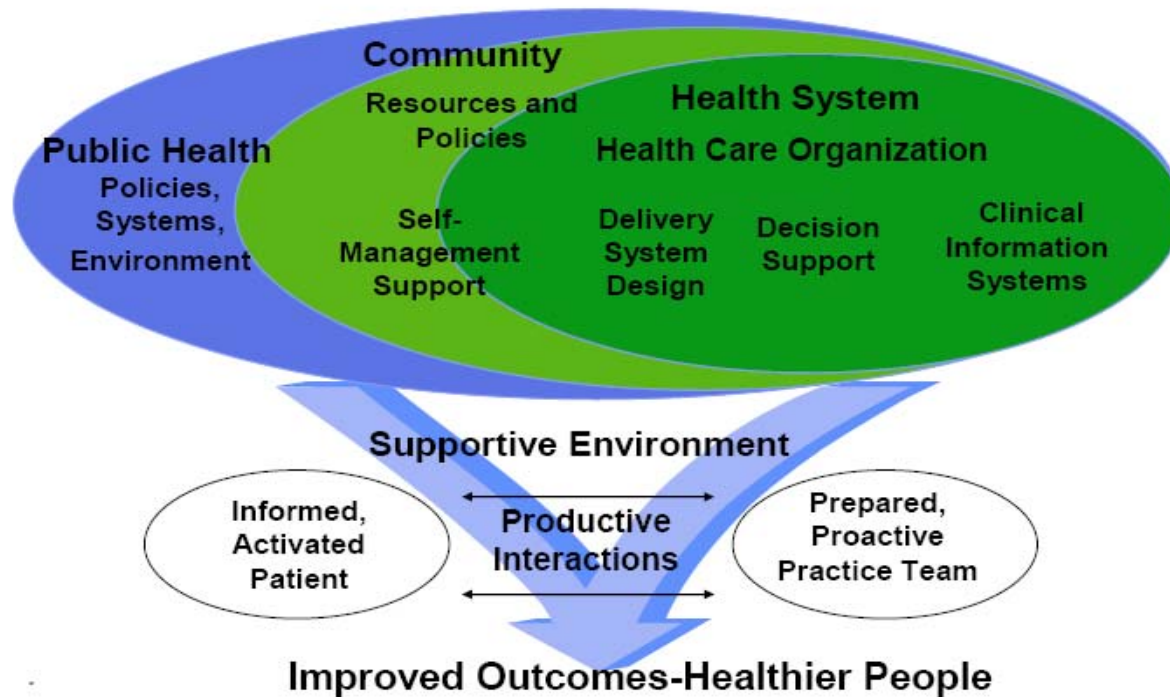 Community
Resources and
Policies
Public Health
Policies,
Systems,
Environment
Self-
Management
Support
Health System
Health Care Organization
Delivery
System
Design
Decision
Support
Clinical
Information
Systems
Supportive Environment
Informed,
Activated
Patient
Productive
Interactions
Prepared,
Proactive
Practice Team
Improved Outcomes-Healthier People